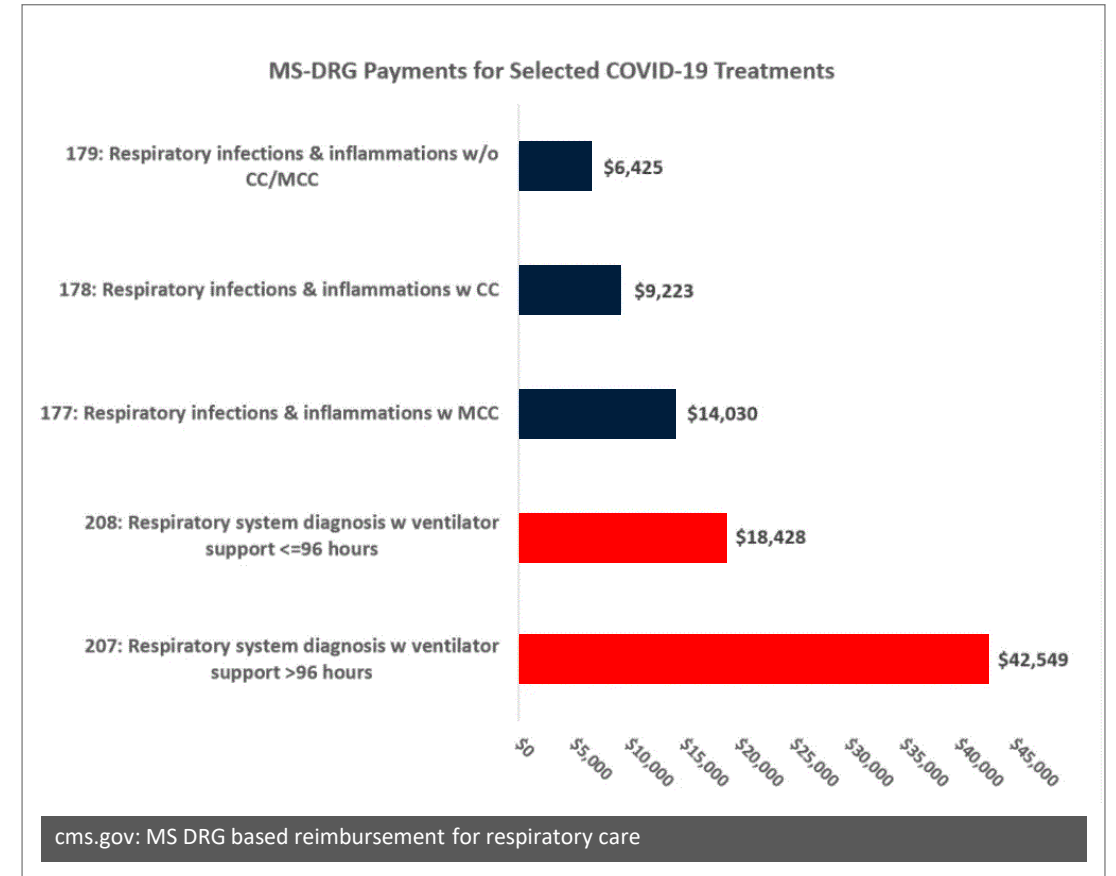 MS-DRG Payments for Selected COVID-19 Treatments
179: Respiratory infections & inflammations w/o
CC/MCC
$6,425
178: Respiratory infections & inflammations w CC
$9,223
177: Respiratory infections & inflammations w MCC
$14,030
208: Respiratory system diagnosis w ventilator
support <=96 hours
$18,428
207: Respiratory system diagnosis w ventilator
support >96 hours
$42,549
$0
$5,000
$10,000
$15,000
$20,000
$25,000
$30,000
$35,000
$40,000
$45,000
cms.gov: MS DRG based reimbursement for respiratory care